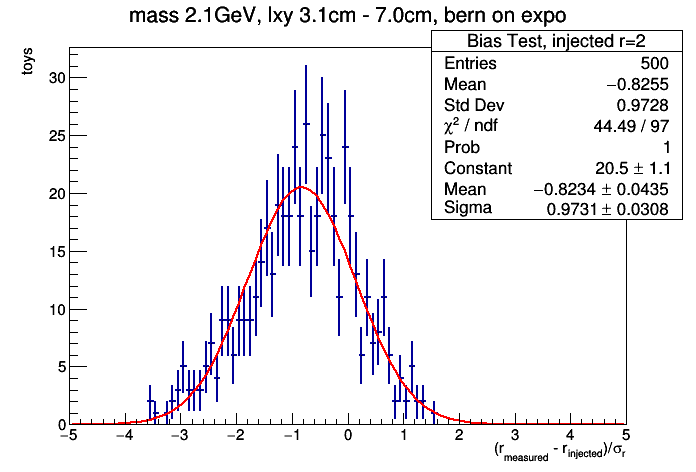 mass 2.1GeV, lxy 3.1cm - 7.0cm, bern on expo
Bias Test, injected r=2
Entries 500
Mean −0.8255
Std Dev 0.9728
χ² / ndf 44.49 / 97
Prob 1
Constant 20.5 ± 1.1
Mean −0.8234 ± 0.0435
Sigma 0.9731 ± 0.0308
toys
30
25
20
15
10
5
0
−5 −4 −3 −2 −1 0 1 2 3 4 5
(r_measured - r_injected)/σ_r